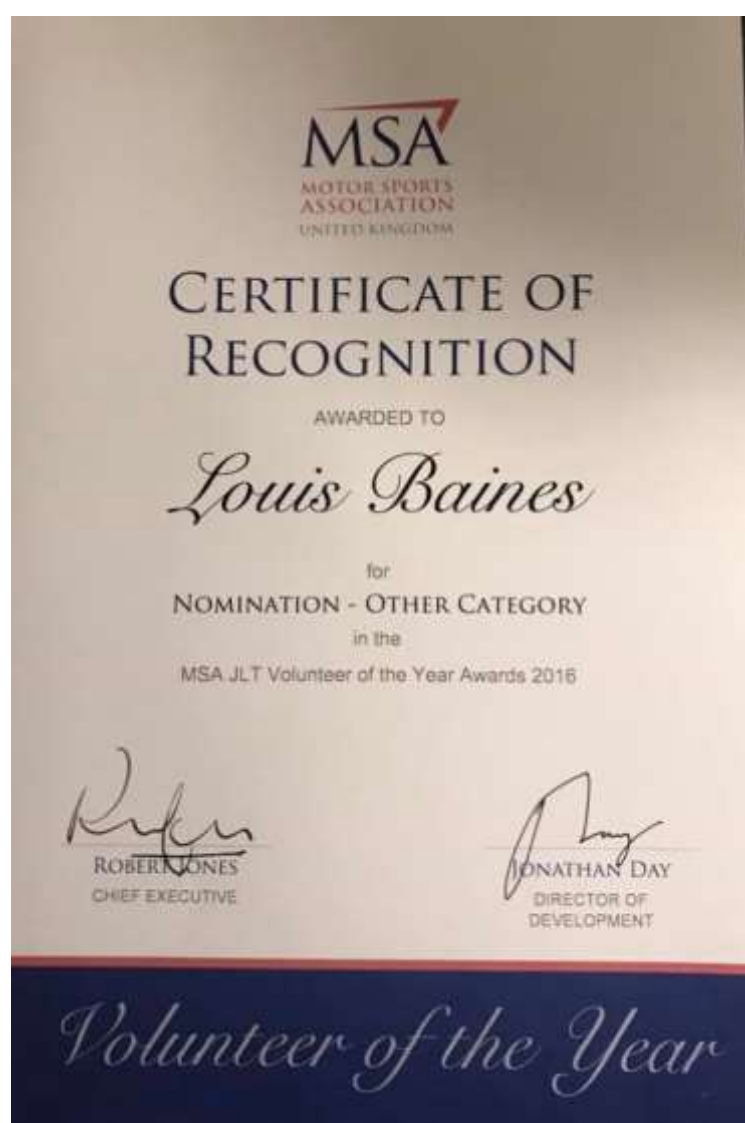 MSA
MOTOR SPORTS
ASSOCIATION
UNITED KINGDOM
CERTIFICATE OF
RECOGNITION
AWARDED TO
Louis Baines
for
NOMINATION - OTHER CATEGORY
in the
MSA JLT Volunteer of the Year Awards 2016
ROBERT JONES
JONATHAN DAY
CHIEF EXECUTIVE
DIRECTOR OF
DEVELOPMENT
Volunteer of the Year